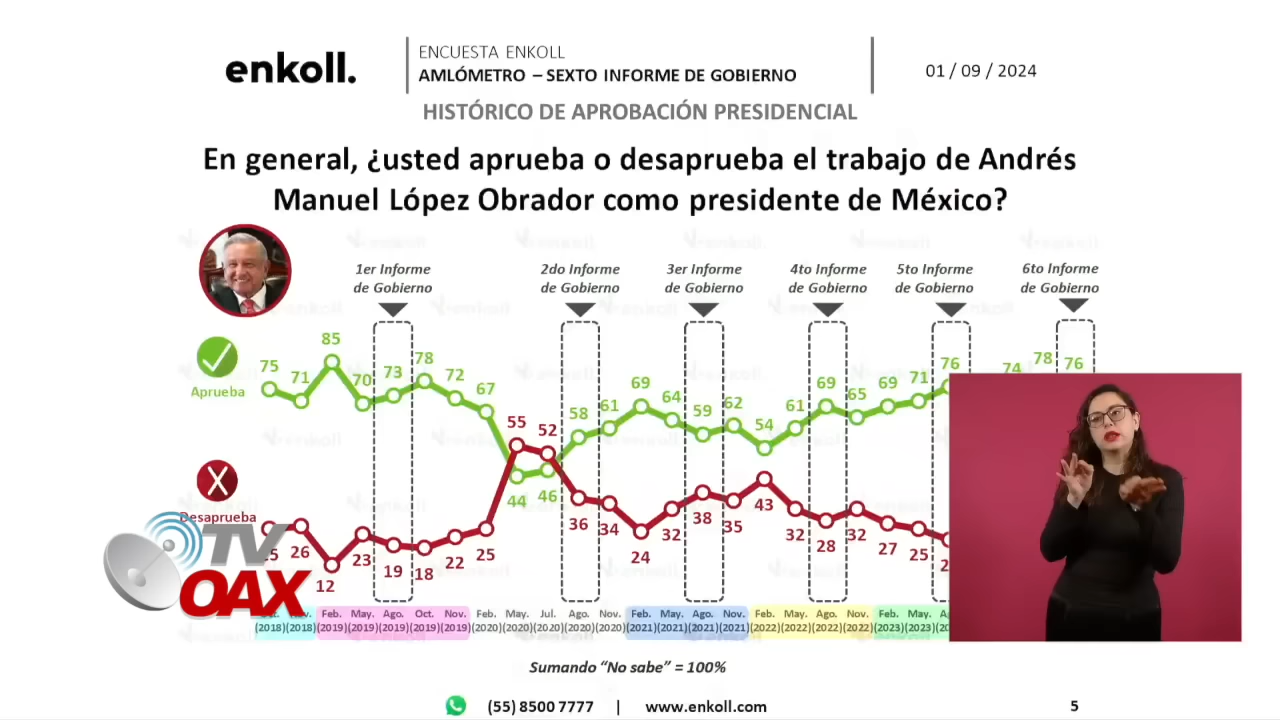 enkoll.
ENCUESTA ENKOLL
AMLÓMETRO – SEXTO INFORME DE GOBIERNO
01 / 09 / 2024
HISTÓRICO DE APROBACIÓN PRESIDENCIAL
En general, ¿usted aprueba o desaprueba el trabajo de Andrés
Manuel López Obrador como presidente de México?
1er Informe de Gobierno
2do Informe de Gobierno
3er Informe de Gobierno
4to Informe de Gobierno
5to Informe de Gobierno
6to Informe de Gobierno
Aprueba
75 71 85 70 73 78 72 67 44 46 58 61 69 64 59 62 54 61 69 65 69 71 76 74 78 76
Desaprueba
26 12 23 19 18 22 25 55 52 36 34 24 32 38 35 43 32 28 32 27 25
TV
OAX
Feb. May. Ago. Oct. Nov. Feb. May. Jul. Ago. Nov. Feb. May. Ago. Nov. Feb. May. Ago. Nov. Feb. May.
(2018) (2018) (2019) (2019) (2019) (2019) (2019) (2020) (2020) (2020) (2020) (2020) (2021) (2021) (2021) (2021) (2022) (2022) (2022) (2022) (2023) (2023)
Sumando “No sabe” = 100%
(55) 8500 7777 | www.enkoll.com
5